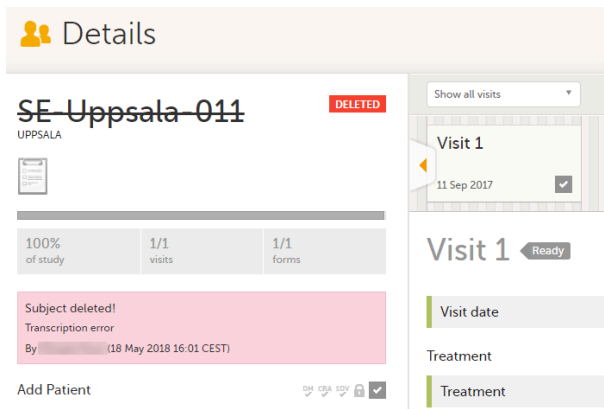 Details
SE-Uppsala-011
DELETED
UPPSALA
100%
of study
1/1
visits
1/1
forms
Subject deleted!
Transcription error
By (18 May 2018 16:01 CEST)
Add Patient
DM CRA SDV
Show all visits
Visit 1
11 Sep 2017
Visit 1 Ready
Visit date
Treatment
Treatment